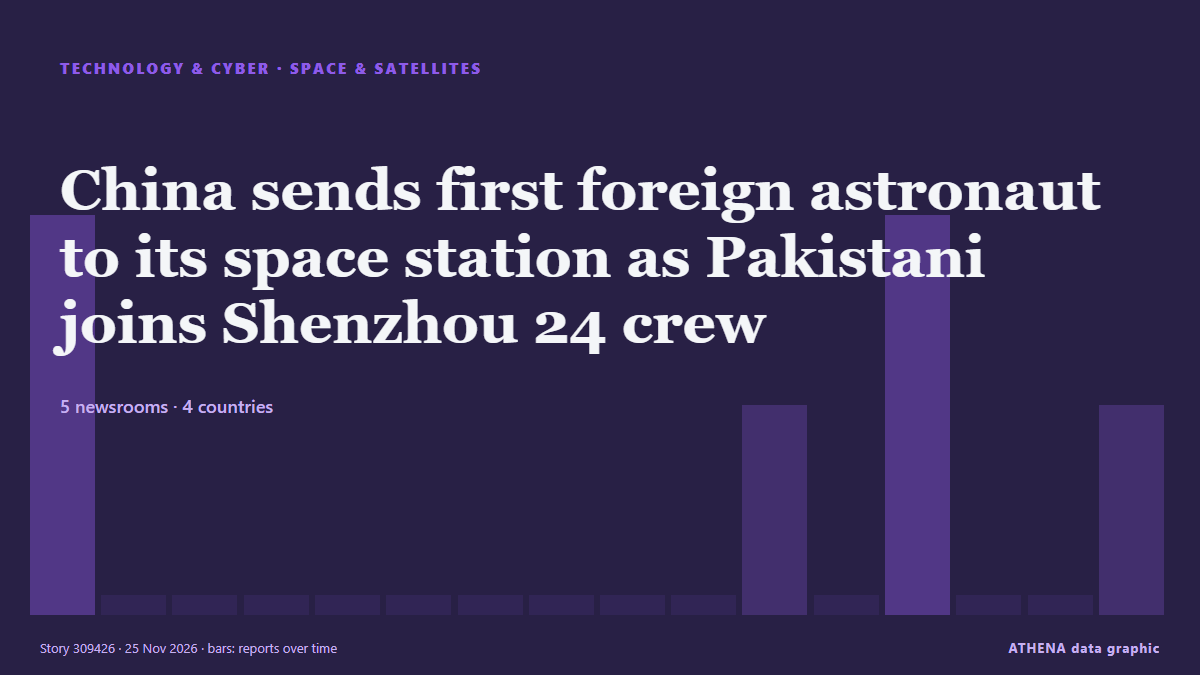 TECHNOLOGY & CYBER · SPACE & SATELLITES
China sends first foreign astronaut
to its space station as Pakistani
joins Shenzhou 24 crew
5 newsrooms · 4 countries
Story 309426 · 25 Nov 2026 · bars: reports over time
ATHENA data graphic